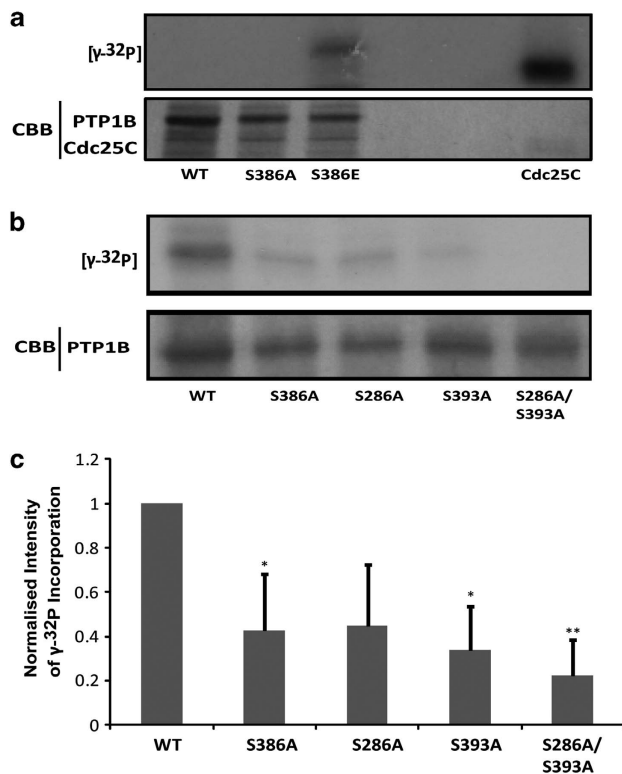 a
[γ-32P]
CBB
PTP1B
Cdc25C
WT S386A S386E Cdc25C
b
[γ-32P]
CBB PTP1B
WT S386A S286A S393A S286A/
S393A
c
Normalised Intensity
of γ-32P Incorporation
1.2
1
0.8
0.6
0.4
0.2
0
* * **
WT S386A S286A S393A S286A/
S393A